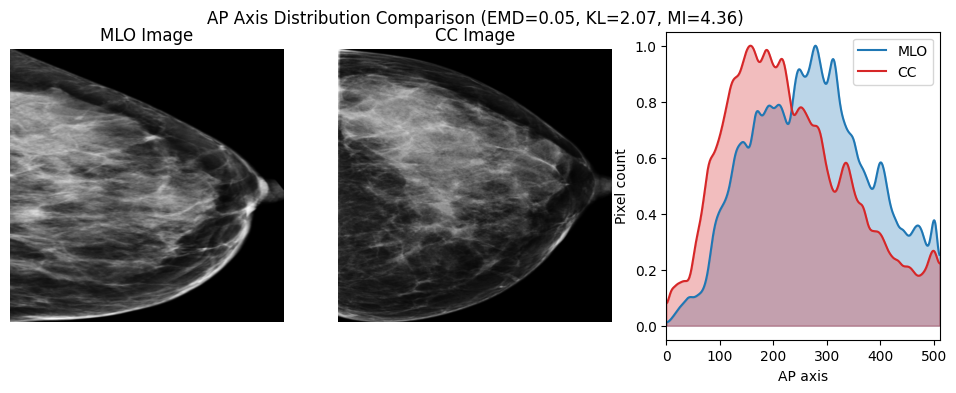 AP Axis Distribution Comparison (EMD=0.05, KL=2.07, MI=4.36)
MLO Image
CC Image
MLO
CC
Pixel count
1.0
0.8
0.6
0.4
0.2
0.0
0 100 200 300 400 500
AP axis